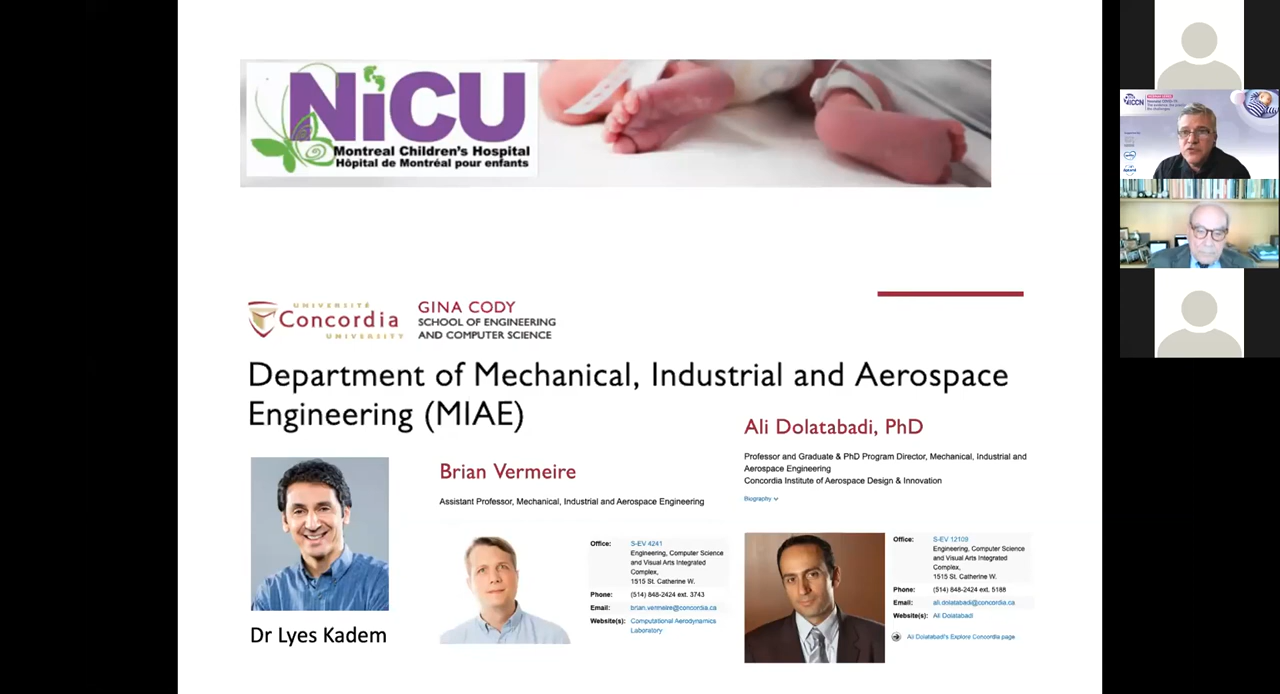 NiCU
Montreal Children's Hospital
Hôpital de Montréal pour enfants
UNIVERSITÉ
Concordia
UNIVERSITY
GINA CODY
SCHOOL OF ENGINEERING
AND COMPUTER SCIENCE
Department of Mechanical, Industrial and Aerospace
Engineering (MIAE)
Dr Lyes Kadem
Brian Vermeire
Assistant Professor, Mechanical, Industrial and Aerospace Engineering
Office: S-EV 4241
Engineering, Computer Science
and Visual Arts Integrated
Complex,
1515 St. Catherine W.
Phone: (514) 848-2424 ext. 3743
Email: brian.vermeire@concordia.ca
Website(s): Computational Aerodynamics
Laboratory
Ali Dolatabadi, PhD
Professor and Graduate & PhD Program Director, Mechanical, Industrial and
Aerospace Engineering
Concordia Institute of Aerospace Design & Innovation
Biography
Office: S-EV 12109
Engineering, Computer Science
and Visual Arts Integrated
Complex,
1515 St. Catherine W.
Phone: (514) 848-2424 ext. 5188
Email: ali.dolatabadi@concordia.ca
Website(s): Ali Dolatabadi
Ali Dolatabadi's Explore Concordia page